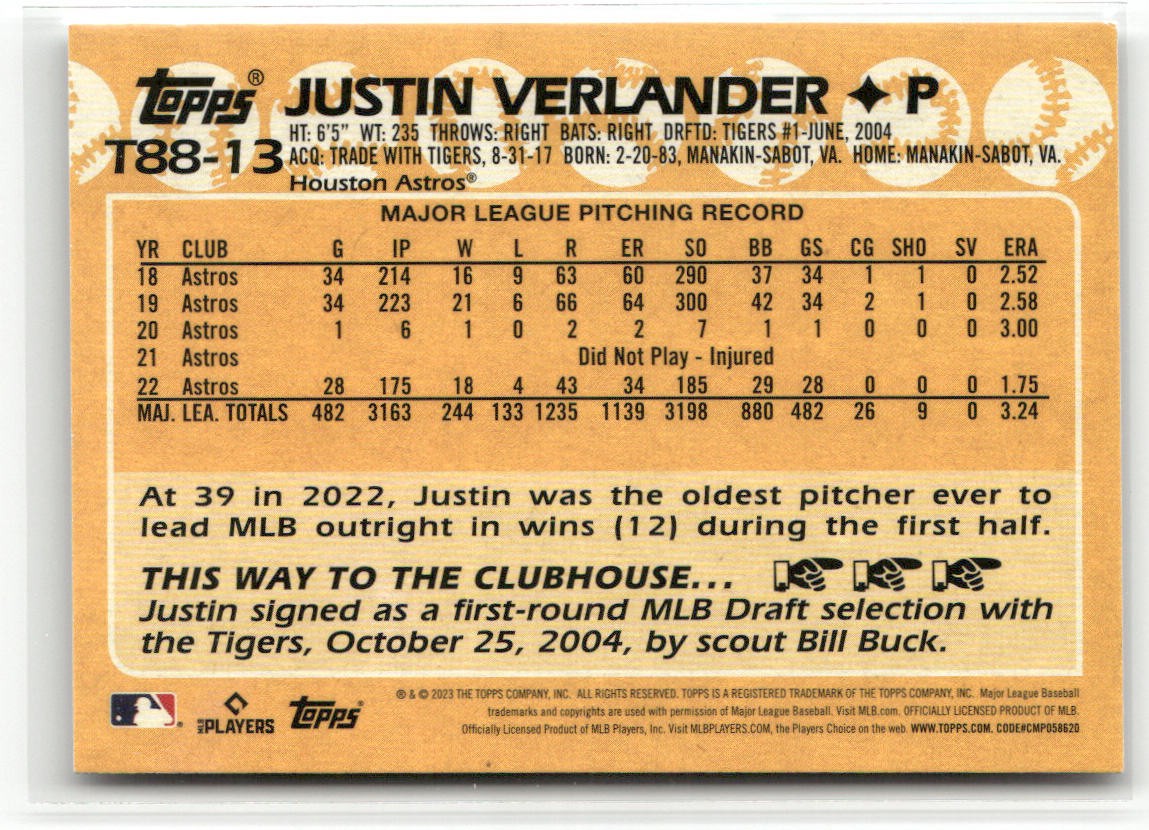 Topps®
JUSTIN VERLANDER ✦ P
T88-13
HT: 6'5" WT: 235 THROWS: RIGHT BATS: RIGHT DRFTD: TIGERS #1-JUNE, 2004
ACQ: TRADE WITH TIGERS, 8-31-17 BORN: 2-20-83, MANAKIN-SABOT, VA. HOME: MANAKIN-SABOT, VA.
Houston Astros®
MAJOR LEAGUE PITCHING RECORD
YR CLUB G IP W L R ER SO BB GS CG SHO SV ERA
18 Astros 34 214 16 9 63 60 290 37 34 1 1 0 2.52
19 Astros 34 223 21 6 66 64 300 42 34 2 1 0 2.58
20 Astros 1 6 1 0 2 2 7 1 1 0 0 0 3.00
21 Astros Did Not Play - Injured
22 Astros 28 175 18 4 43 34 185 29 28 0 0 0 1.75
MAJ. LEA. TOTALS 482 3163 244 133 1235 1139 3198 880 482 26 9 0 3.24
At 39 in 2022, Justin was the oldest pitcher ever to
lead MLB outright in wins (12) during the first half.
THIS WAY TO THE CLUBHOUSE...
Justin signed as a first-round MLB Draft selection with
the Tigers, October 25, 2004, by scout Bill Buck.
® & © 2023 THE TOPPS COMPANY, INC. ALL RIGHTS RESERVED. TOPPS IS A REGISTERED TRADEMARK OF THE TOPPS COMPANY, INC. Major League Baseball
trademarks and copyrights are used with permission of Major League Baseball. Visit MLB.com. OFFICIALLY LICENSED PRODUCT OF MLB.
Officially Licensed Product of MLB Players, Inc. Visit MLBPLAYERS.COM, the Players Choice on the web. WWW.TOPPS.COM. CODE#CMP058620
MLB PLAYERS
Topps®